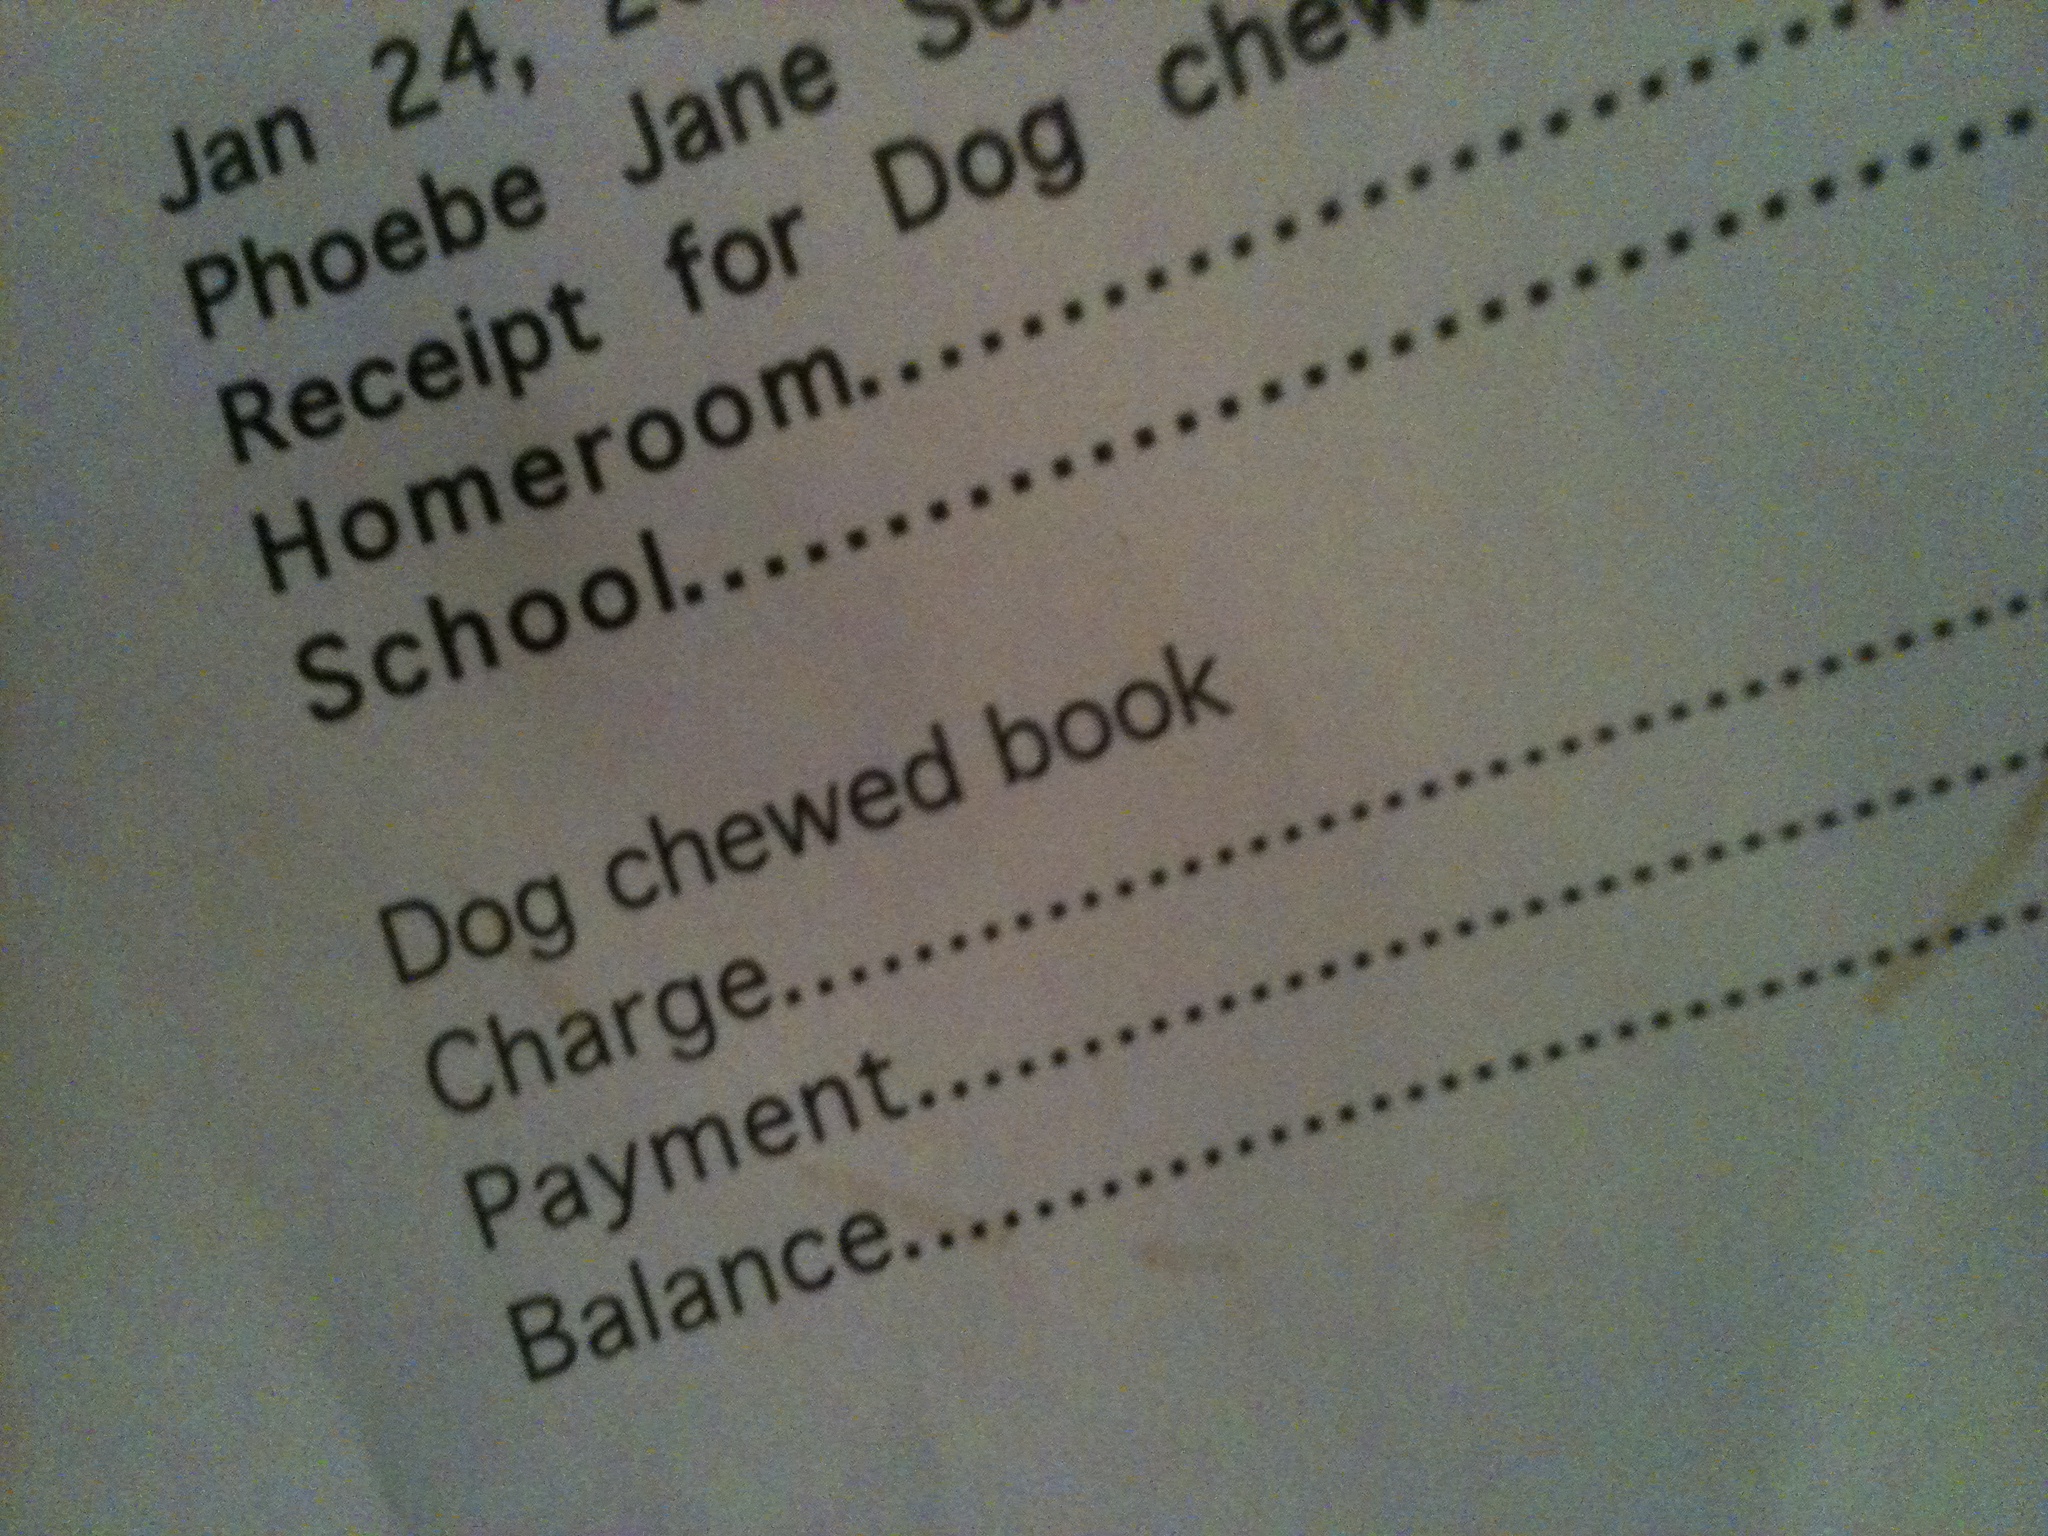 Jan 24,
Phoebe Jane
Receipt for Dog
Homeroom........................
School.................................
Dog chewed book
Charge.......................................
Payment...................................
Balance....................................